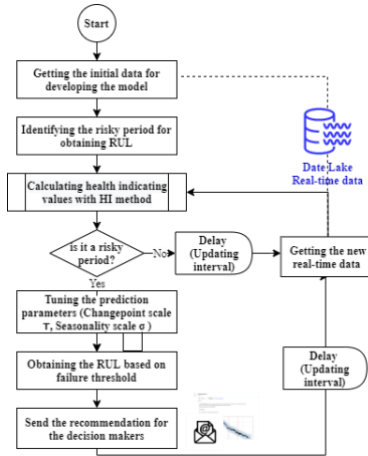 Start
Getting the initial data for
developing the model
Identifying the risky period for
obtaining RUL
Date Lake
Real-time data
Calculating health indicating
values with HI method
is it a risky
period?
No
Delay
(Updating
interval)
Getting the new
real-time data
Yes
Tuning the prediction
parameters (Changepoint scale
τ, Seasonality scale σ )
Obtaining the RUL based on
failure threshold
Delay
(Updating
interval)
Send the recommendation for
the decision makers